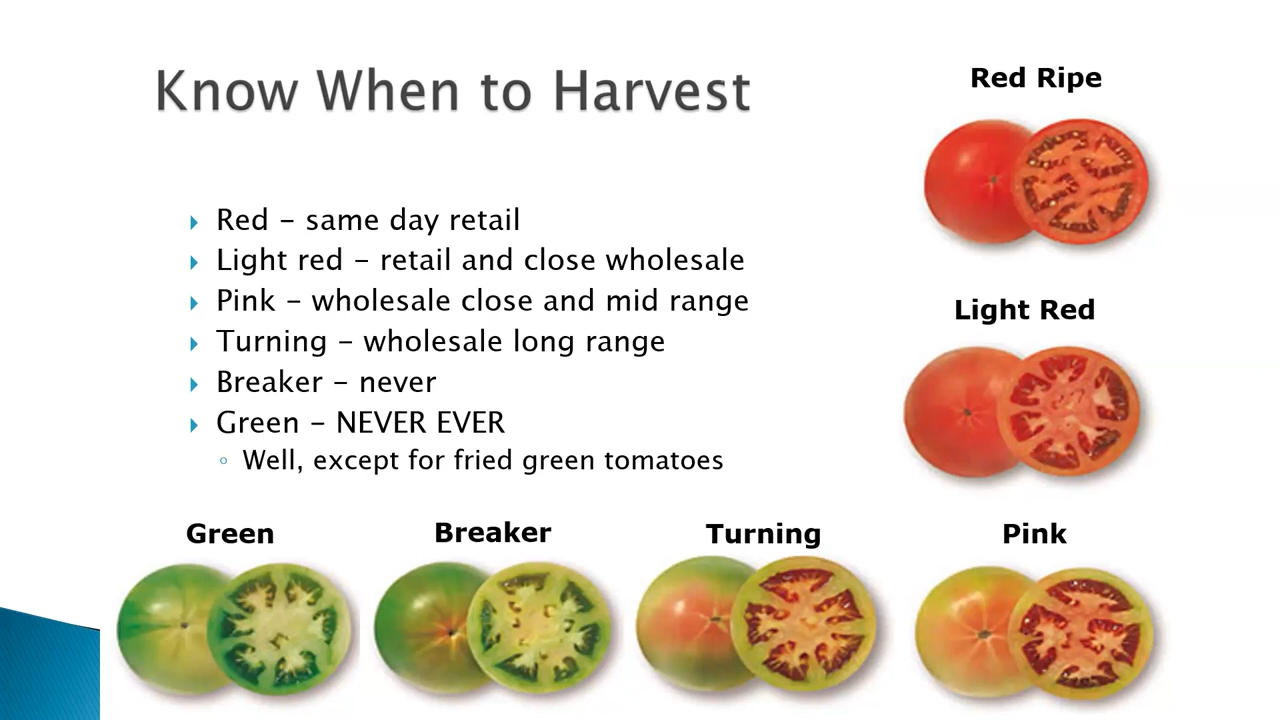 Know When to Harvest
Red – same day retail
Light red – retail and close wholesale
Pink – wholesale close and mid range
Turning – wholesale long range
Breaker – never
Green – NEVER EVER
Well, except for fried green tomatoes
Red Ripe
Light Red
Green
Breaker
Turning
Pink